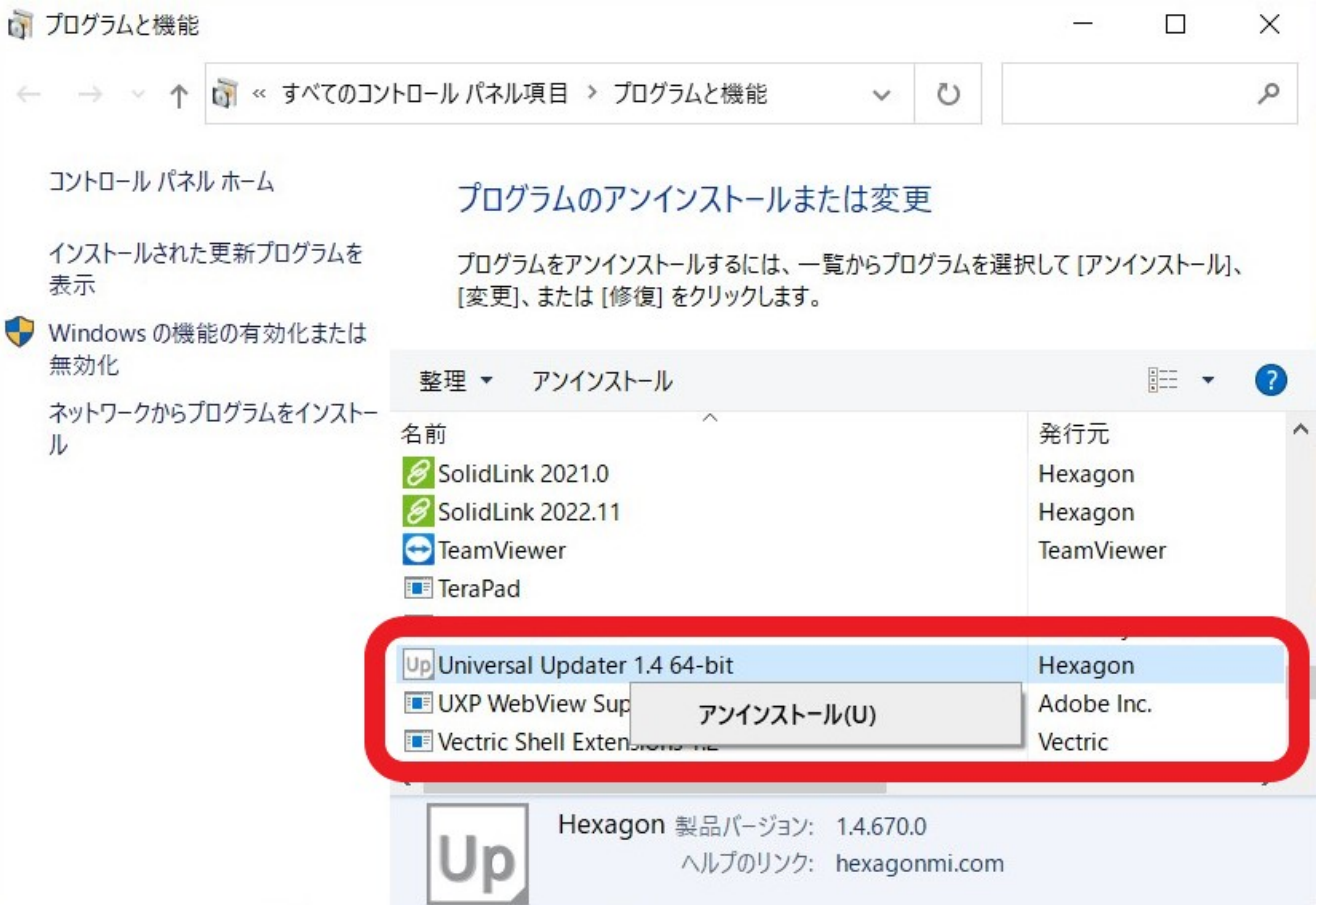 プログラムと機能
« すべてのコントロール パネル項目 > プログラムと機能
コントロール パネル ホーム
インストールされた更新プログラムを
表示
Windows の機能の有効化または
無効化
ネットワークからプログラムをインストー
ル
プログラムのアンインストールまたは変更
プログラムをアンインストールするには、一覧からプログラムを選択して [アンインストール]、
[変更]、または [修復] をクリックします。
整理 アンインストール ?
名前 発行元
SolidLink 2021.0 Hexagon
SolidLink 2022.11 Hexagon
TeamViewer TeamViewer
TeraPad
Up Universal Updater 1.4 64-bit Hexagon
UXP WebView Sup Adobe Inc.
アンインストール(U)
Vectric Shell Extensions 1.2 Vectric
Up
Hexagon 製品バージョン: 1.4.670.0
ヘルプのリンク: hexagonmi.com